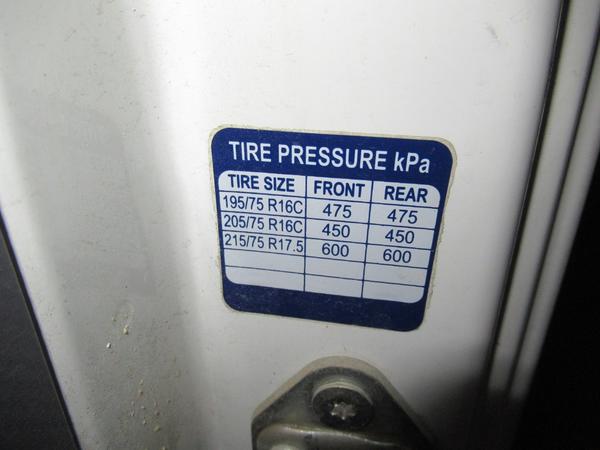 TIRE PRESSURE kPa
TIRE SIZE FRONT REAR
195/75 R16C 475 475
205/75 R16C 450 450
215/75 R17.5 600 600